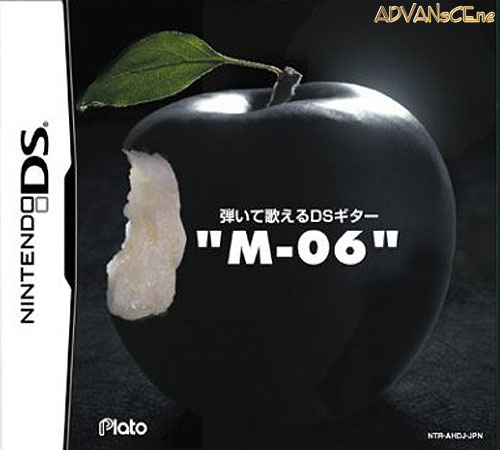 ADVANsCEne
NINTENDO DS
弾いて歌えるDSギター
"M-06"
Plato
NTR-AHDJ-JPN